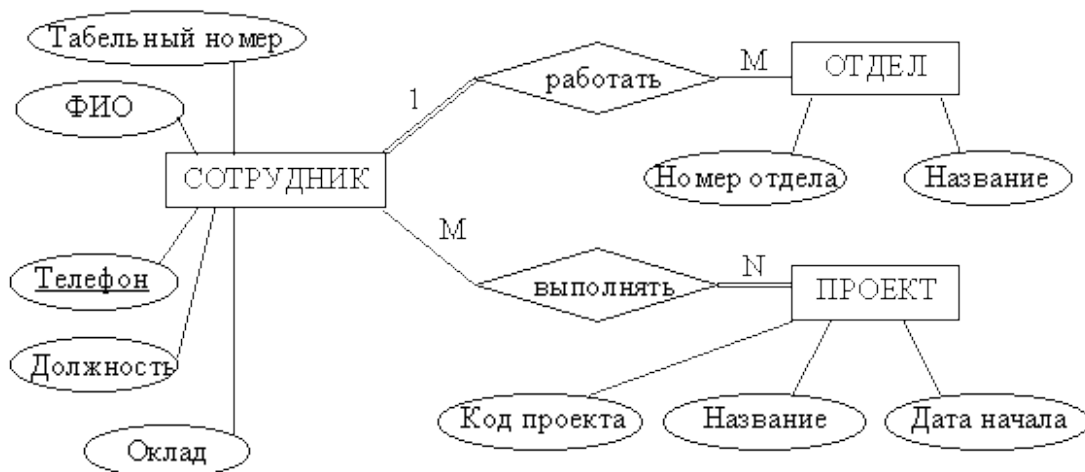 Табельный номер
ФИО
СОТРУДНИК
Телефон
Должность
Оклад
1
работать
М
ОТДЕЛ
Номер отдела
Название
М
выполнять
N
ПРОЕКТ
Код проекта
Название
Дата начала